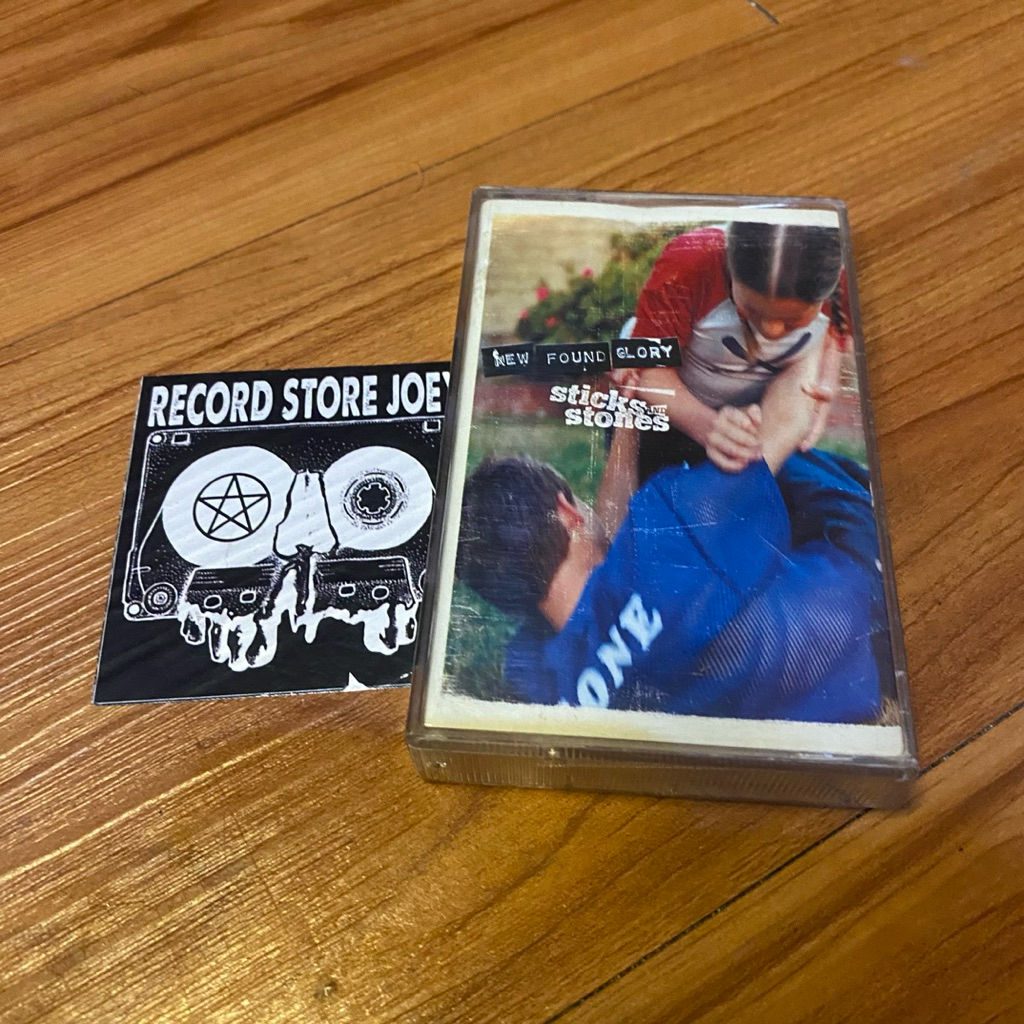 RECORD STORE JOEY
NEW FOUND GLORY
sticks AND
stones
ONE